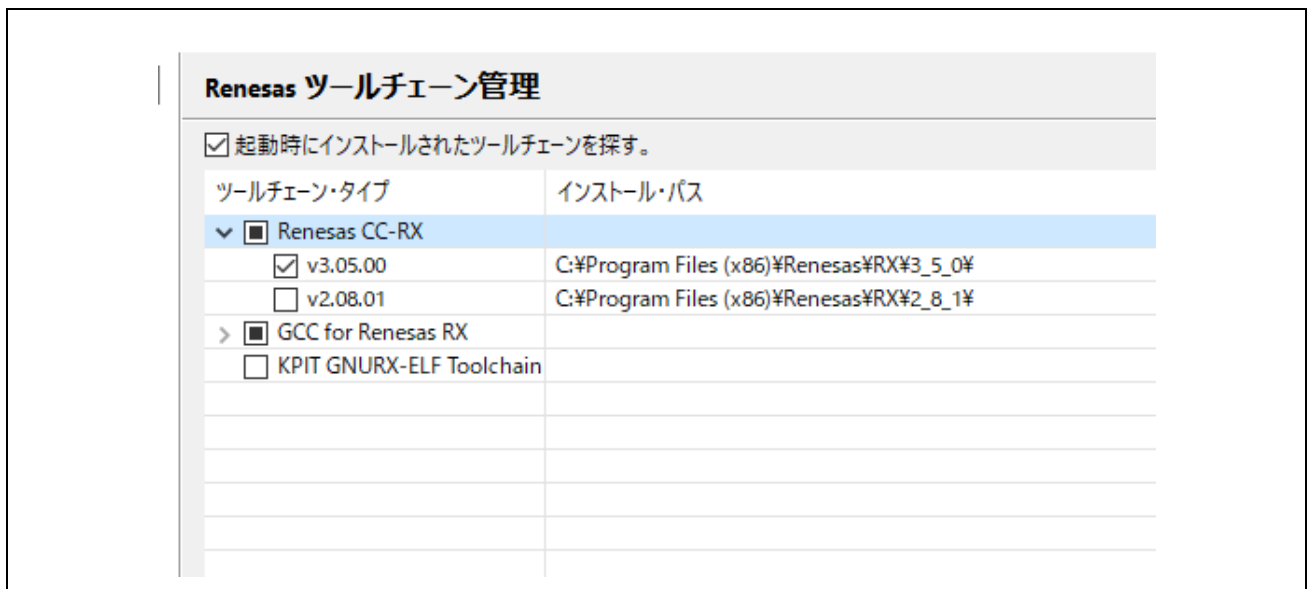 Renesas ツールチェーン管理
起動時にインストールされたツールチェーンを探す。
ツールチェーン・タイプ インストール・パス
Renesas CC-RX
v3.05.00 C:¥Program Files (x86)¥Renesas¥RX¥3_5_0¥
v2.08.01 C:¥Program Files (x86)¥Renesas¥RX¥2_8_1¥
GCC for Renesas RX
KPIT GNURX-ELF Toolchain